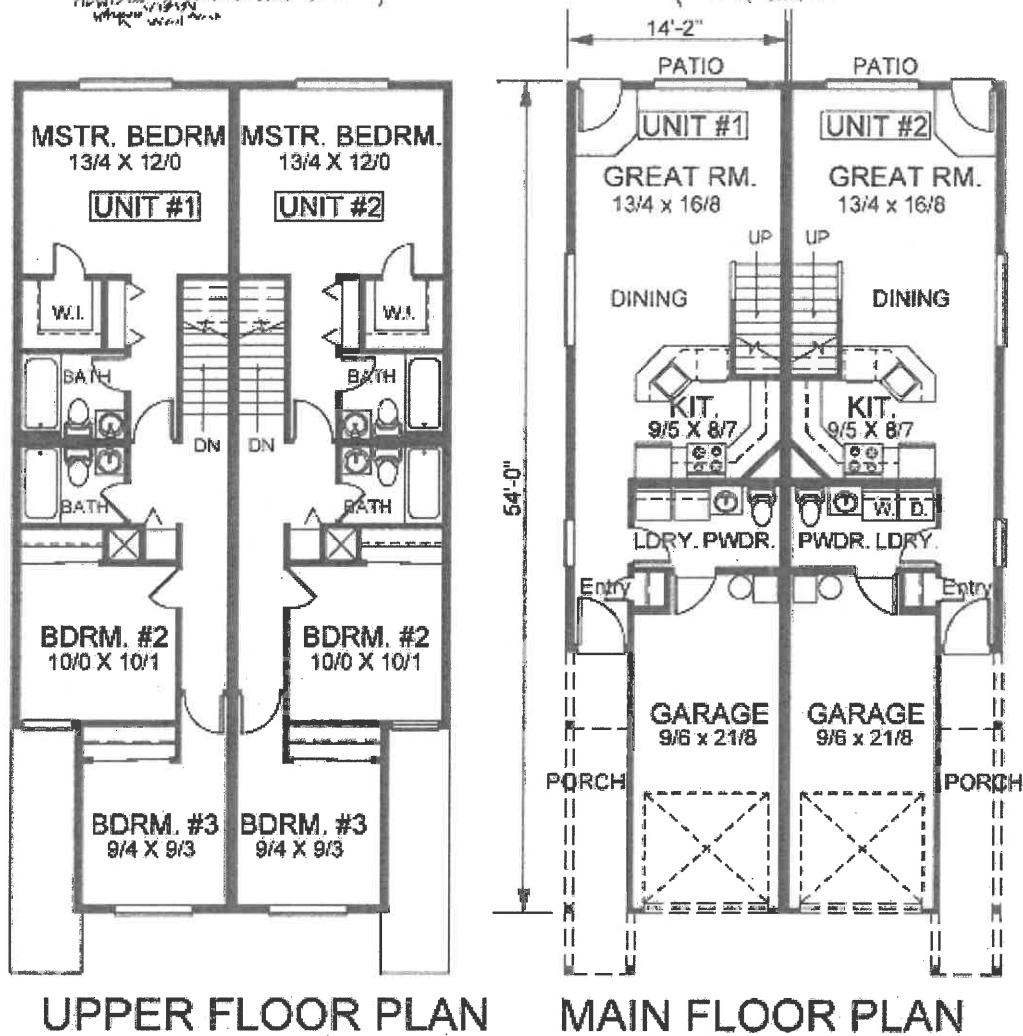 14'-2"
MSTR. BEDRM
13/4 X 12/0
UNIT #1
MSTR. BEDRM.
13/4 X 12/0
UNIT #2
W.I.
W.I.
BATH
BATH
DN
DN
BATH
BATH
BDRM. #2
10/0 X 10/1
BDRM. #2
10/0 X 10/1
BDRM. #3
9/4 X 9/3
BDRM. #3
9/4 X 9/3
UPPER FLOOR PLAN
54'-0"
PATIO
PATIO
UNIT #1
UNIT #2
GREAT RM.
13/4 x 16/8
GREAT RM.
13/4 x 16/8
UP
UP
DINING
DINING
KIT.
9/5 X 8/7
KIT.
9/5 X 8/7
W.
D.
LDRY.
PWDR.
PWDR.
LDRY.
Entry
Entry
GARAGE
9/6 x 21/8
GARAGE
9/6 x 21/8
PORCH
PORCH
MAIN FLOOR PLAN